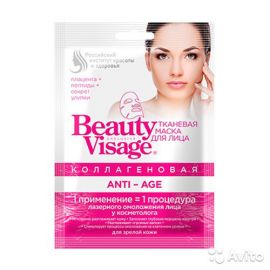 Российский
институт красоты
и здоровья
плацента +
пептиды +
секрет
улитки
Beauty
Visage®
ТКАНЕВАЯ
МАСКА
ДЛЯ ЛИЦА
КОЛЛАГЕНОВАЯ
ANTI - AGE
1 применение = 1 процедура
лазерного омоложения лица
у косметолога
для зрелой кожи
Avito